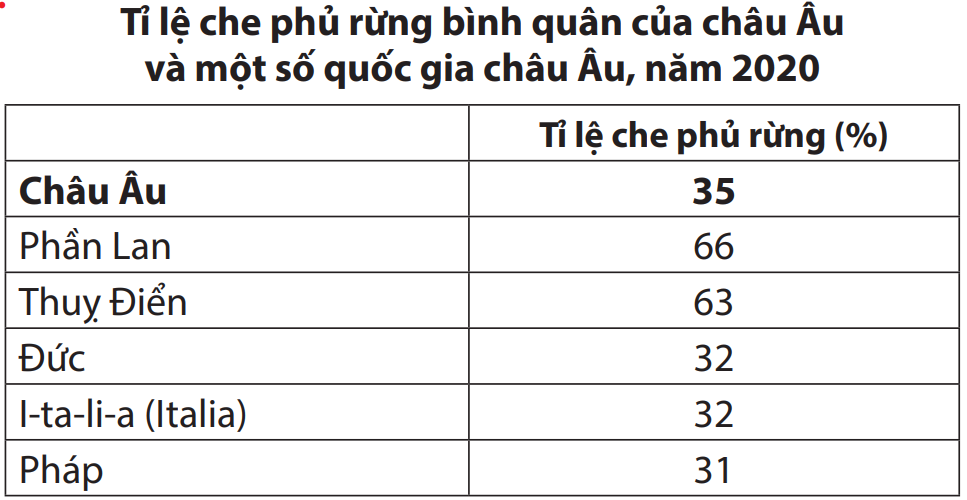 Tỉ lệ che phủ rừng bình quân của châu Âu
và một số quốc gia châu Âu, năm 2020
Tỉ lệ che phủ rừng (%)
Châu Âu 35
Phần Lan 66
Thuỵ Điển 63
Đức 32
I-ta-li-a (Italia) 32
Pháp 31